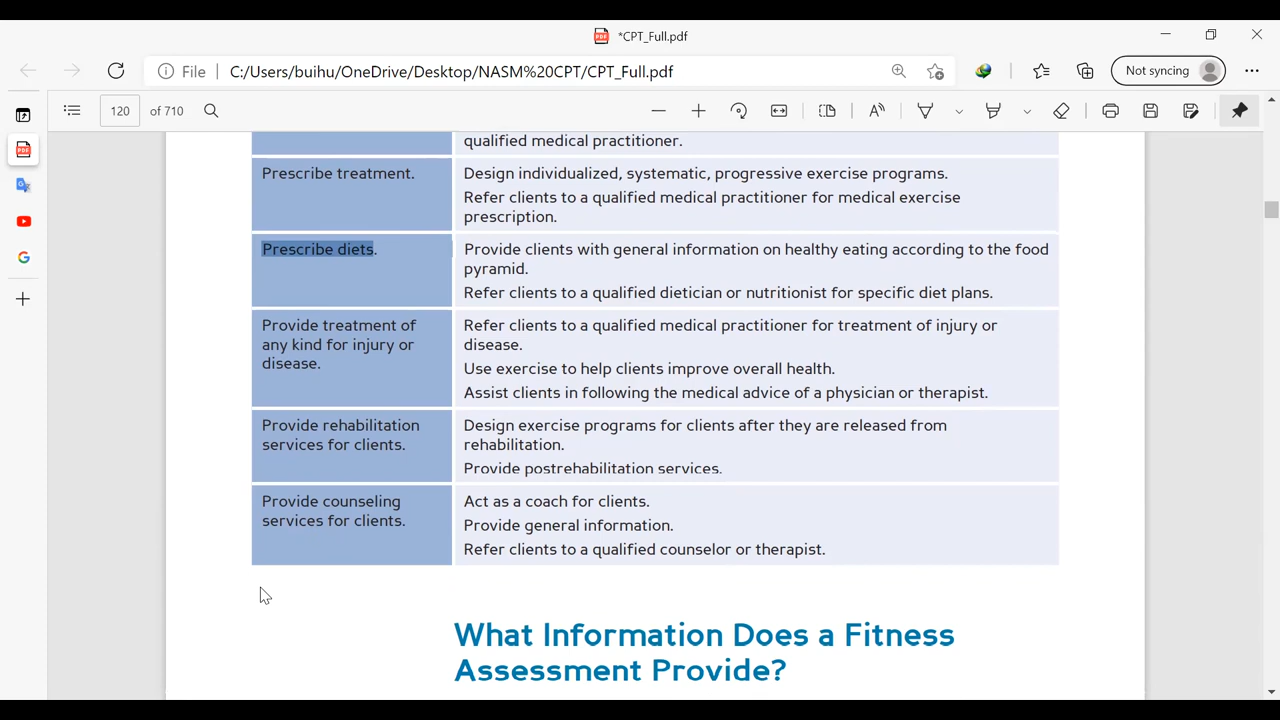 *CPT_Full.pdf
File
C:/Users/buihu/OneDrive/Desktop/NASM%20CPT/CPT_Full.pdf
Not syncing
120 of 710
qualified medical practitioner.
Prescribe treatment.
Design individualized, systematic, progressive exercise programs.
Refer clients to a qualified medical practitioner for medical exercise
prescription.
Prescribe diets.
Provide clients with general information on healthy eating according to the food
pyramid.
Refer clients to a qualified dietician or nutritionist for specific diet plans.
Provide treatment of
any kind for injury or
disease.
Refer clients to a qualified medical practitioner for treatment of injury or
disease.
Use exercise to help clients improve overall health.
Assist clients in following the medical advice of a physician or therapist.
Provide rehabilitation
services for clients.
Design exercise programs for clients after they are released from
rehabilitation.
Provide postrehabilitation services.
Provide counseling
services for clients.
Act as a coach for clients.
Provide general information.
Refer clients to a qualified counselor or therapist.
What Information Does a Fitness
Assessment Provide?